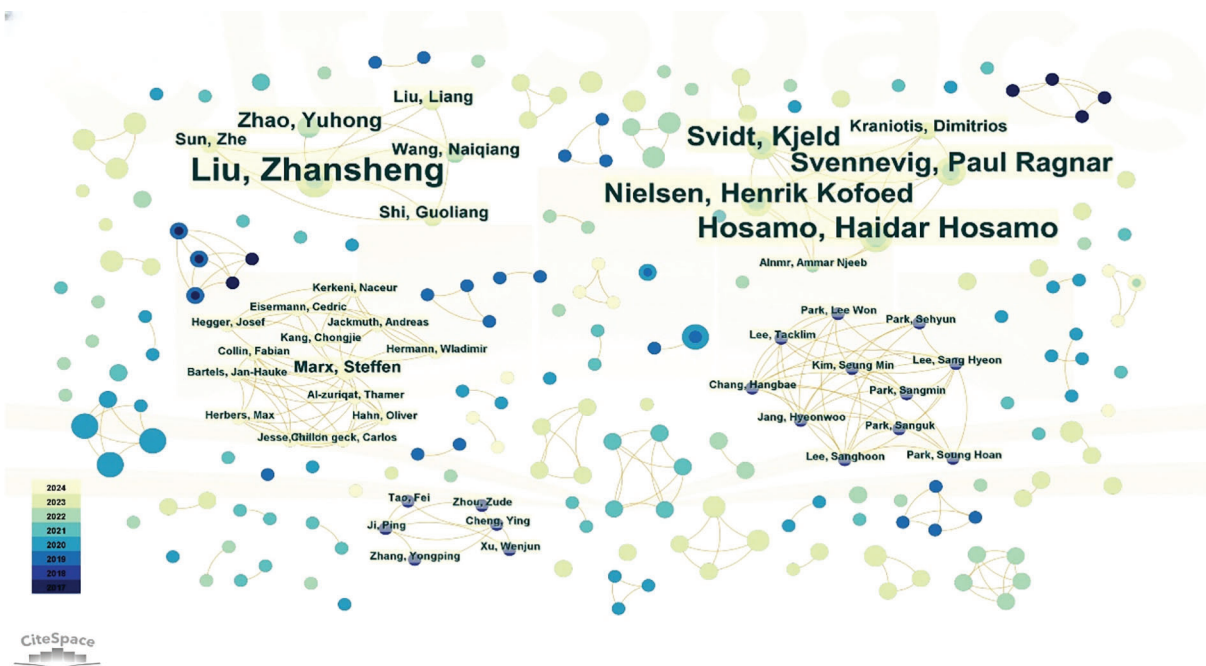 CiteSpace
Liu, Liang
Zhao, Yuhong
Sun, Zhe
Wang, Naiqiang
Liu, Zhansheng
Shi, Guoliang
Svidt, Kjeld
Kraniotis, Dimitrios
Svennevig, Paul Ragnar
Nielsen, Henrik Kofoed
Hosamo, Haidar Hosamo
Alnmr, Ammar Njeeb
Kerkeni, Naceur
Eisermann, Cedric
Hegger, Josef
Jackmuth, Andreas
Kang, Chongjie
Collin, Fabian
Hermann, Wladimir
Marx, Steffen
Bartels, Jan-Hauke
Al-zuriqat, Thamer
Herbers, Max
Hahn, Oliver
Chillon geck, Carlos
Park, Lee Won
Park, Sehyun
Lee, Tacklim
Kim, Seung Min
Lee, Sang Hyeon
Chang, Hangbae
Park, Sangmin
Jang, Hyeonwoo
Park, Sanguk
Lee, Sanghoon
Park, Soung Hoan
Tao, Fei
Zhou, Zude
Ji, Ping
Cheng, Ying
Zhang, Yongping
Xu, Wenjun
2024
2023
2022
2021
2020
2019
2018
2017
CiteSpace